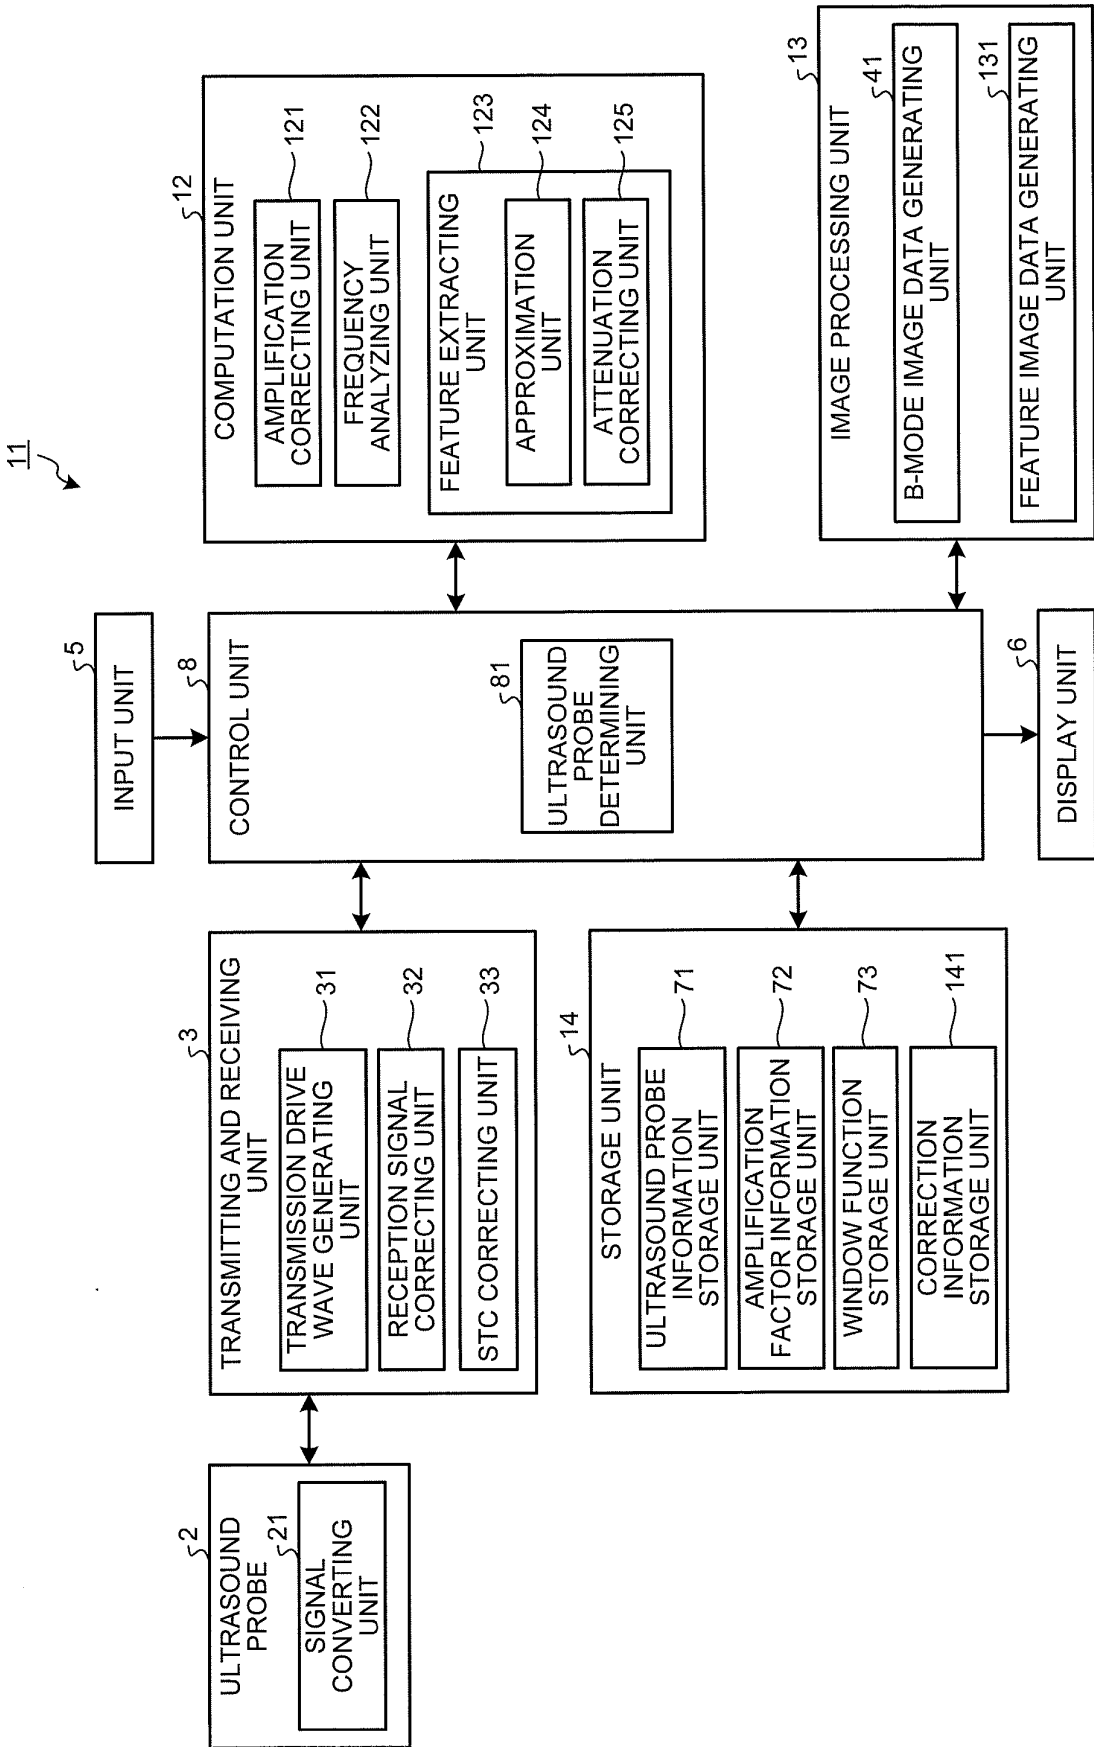 11
2
ULTRASOUND
PROBE
21
SIGNAL
CONVERTING
UNIT
3
TRANSMITTING AND RECEIVING
UNIT
TRANSMISSION DRIVE
WAVE GENERATING
UNIT
31
RECEPTION SIGNAL
CORRECTING UNIT
32
STC CORRECTING UNIT
33
14
STORAGE UNIT
ULTRASOUND PROBE
INFORMATION
STORAGE UNIT
71
AMPLIFICATION
FACTOR INFORMATION
STORAGE UNIT
72
WINDOW FUNCTION
STORAGE UNIT
73
CORRECTION
INFORMATION
STORAGE UNIT
141
5
INPUT UNIT
8
CONTROL UNIT
81
ULTRASOUND
PROBE
DETERMINING
UNIT
6
DISPLAY UNIT
12
COMPUTATION UNIT
AMPLIFICATION
CORRECTING UNIT
121
FREQUENCY
ANALYZING UNIT
122
FEATURE EXTRACTING
UNIT
123
APPROXIMATION
UNIT
124
ATTENUATION
CORRECTING UNIT
125
13
IMAGE PROCESSING UNIT
41
B-MODE IMAGE DATA GENERATING
UNIT
131
FEATURE IMAGE DATA GENERATING
UNIT